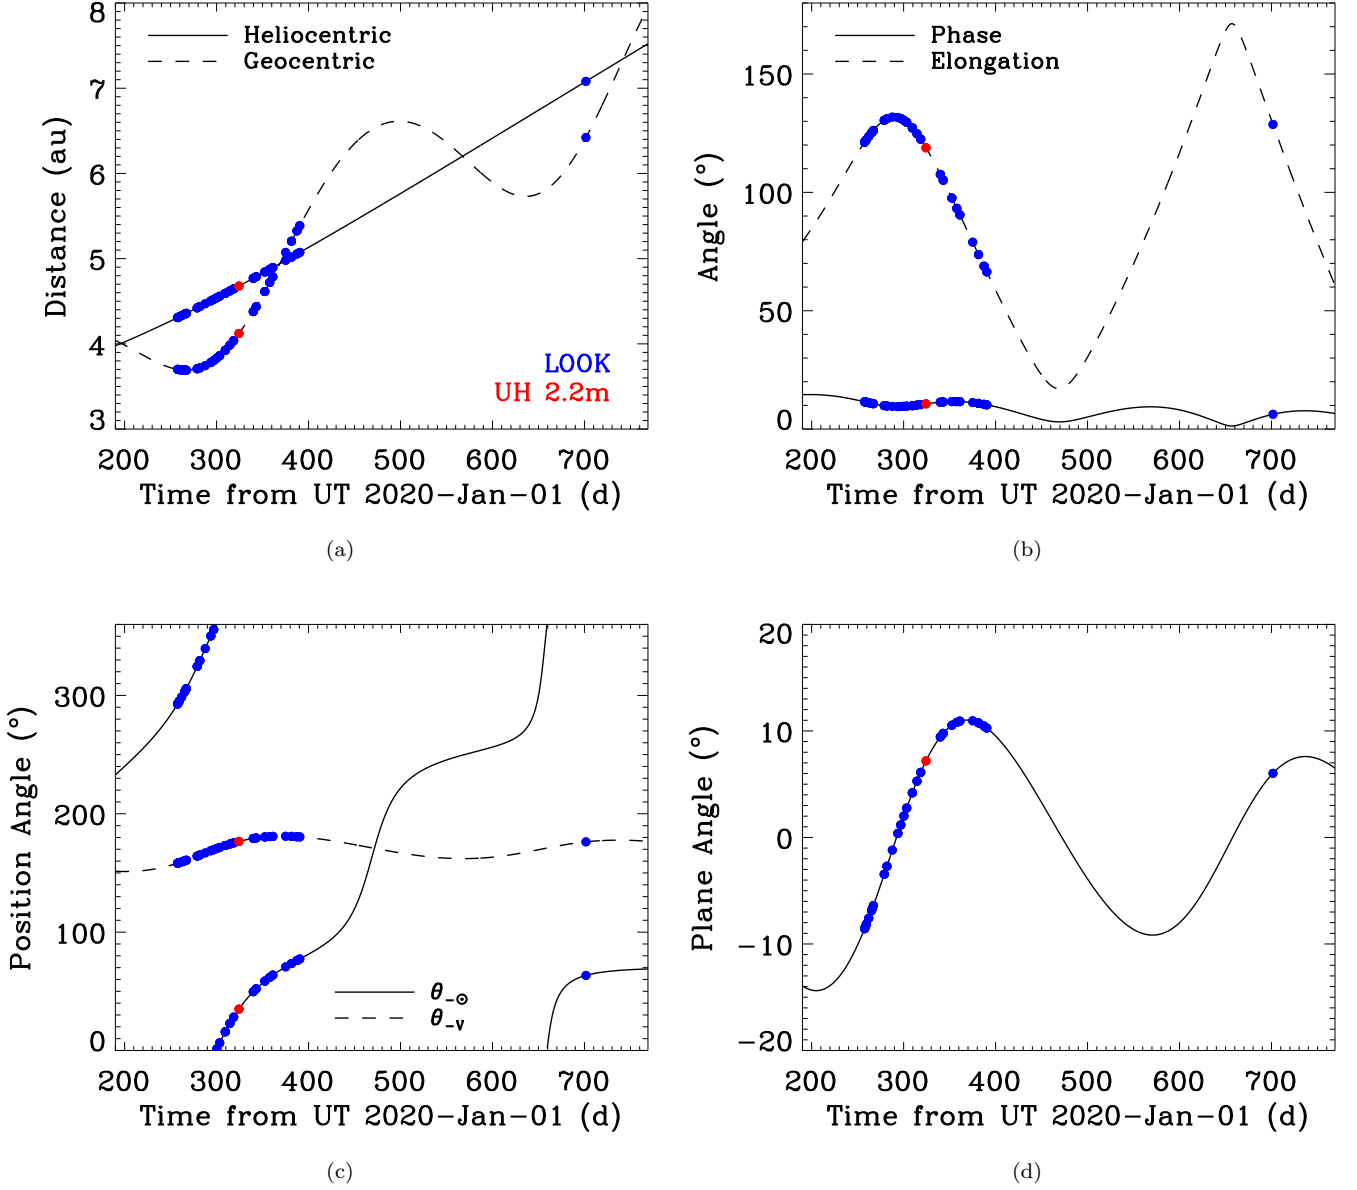 Heliocentric
Geocentric
LOOK
UH 2.2m
Distance (au)
8
7
6
5
4
3
200 300 400 500 600 700
Time from UT 2020-Jan-01 (d)
(a)
Phase
Elongation
Angle (°)
150
100
50
0
200 300 400 500 600 700
Time from UT 2020-Jan-01 (d)
(b)
Position Angle (°)
300
200
100
0
θ₋⊙
θ₋ᵥ
200 300 400 500 600 700
Time from UT 2020-Jan-01 (d)
(c)
Plane Angle (°)
20
10
0
-10
-20
200 300 400 500 600 700
Time from UT 2020-Jan-01 (d)
(d)